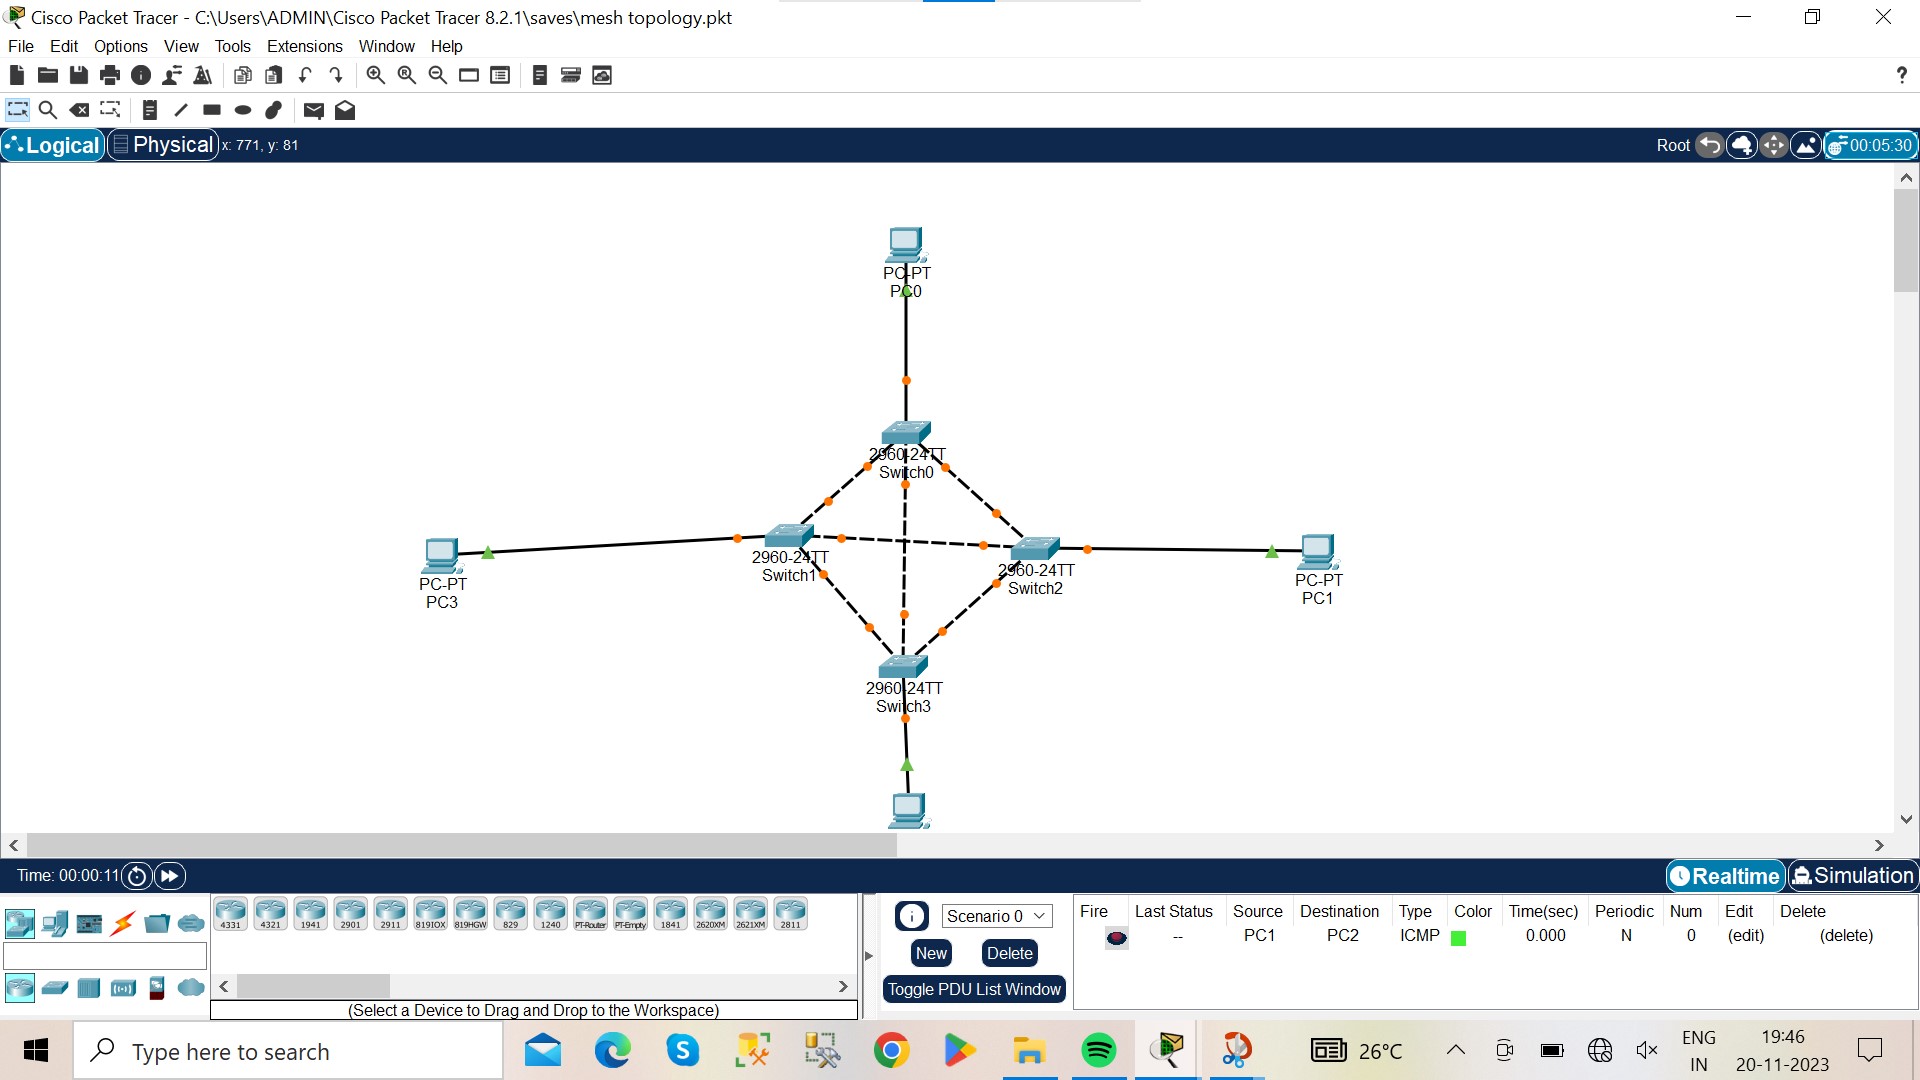 Cisco Packet Tracer - C:\Users\ADMIN\Cisco Packet Tracer 8.2.1\saves\mesh topology.pkt
File Edit Options View Tools Extensions Window Help
?
Logical Physical x: 771, y: 81 Root 00:05:30
PC-PT
PC0
2960-24TT
Switch0
2960-24TT
Switch1
2960-24TT
Switch2
PC-PT
PC3
PC-PT
PC1
2960-24TT
Switch3
Time: 00:00:11 Realtime Simulation
4331 4321 1941 2901 2911 819IOX 819HGW 829 1240 PT-Router PT-Empty 1841 2620XM 2621XM 2811
(Select a Device to Drag and Drop to the Workspace)
Scenario 0
New Delete
Toggle PDU List Window
Fire Last Status Source Destination Type Color Time(sec) Periodic Num Edit Delete
-- PC1 PC2 ICMP 0.000 N 0 (edit) (delete)
Type here to search
26°C
ENG
IN
19:46
20-11-2023